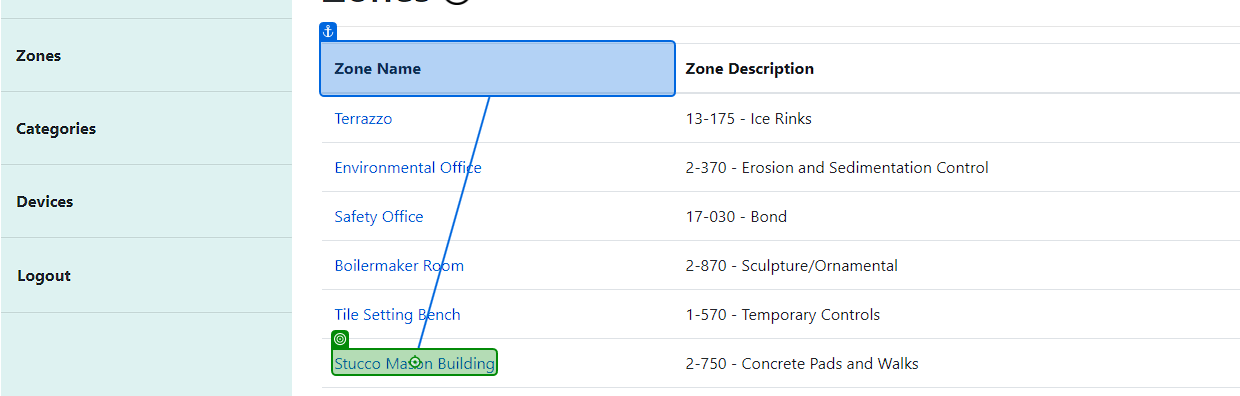 Zones
Zones
Zone Name Zone Description
Terrazzo 13-175 - Ice Rinks
Categories
Environmental Office 2-370 - Erosion and Sedimentation Control
Devices
Safety Office 17-030 - Bond
Boilermaker Room 2-870 - Sculpture/Ornamental
Logout
Tile Setting Bench 1-570 - Temporary Controls
Stucco Mason Building 2-750 - Concrete Pads and Walks